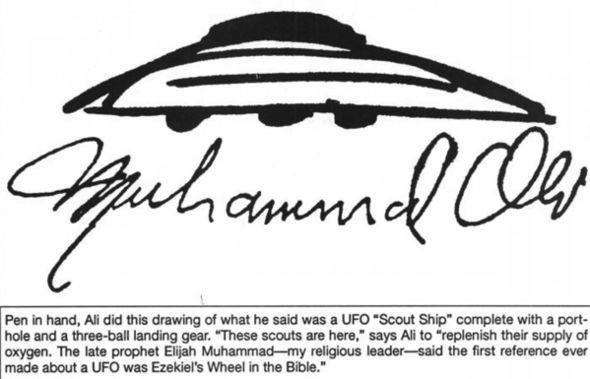 Muhammad Ali
Pen in hand, Ali did this drawing of what he said was a UFO “Scout Ship” complete with a port-
hole and a three-ball landing gear. “These scouts are here,” says Ali to “replenish their supply of
oxygen. The late prophet Elijah Muhammad—my religious leader—said the first reference ever
made about a UFO was Ezekiel’s Wheel in the Bible.”